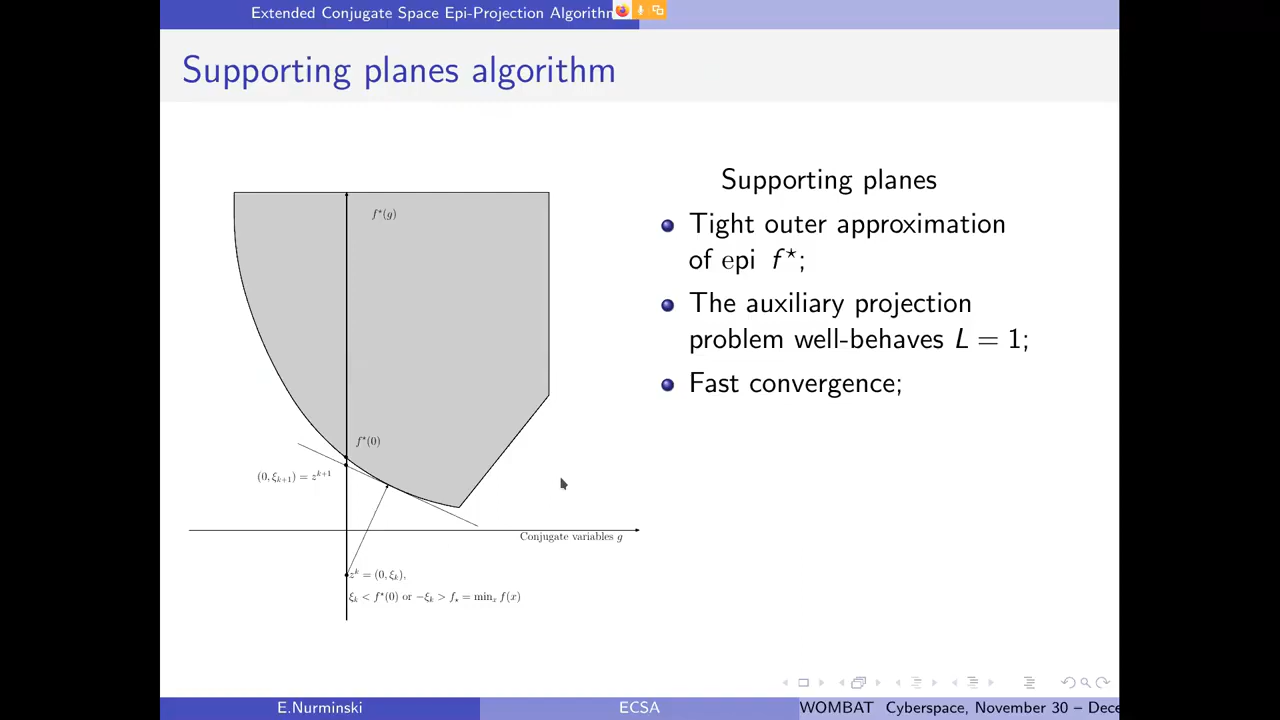 Extended Conjugate Space Epi-Projection Algorithm
Supporting planes algorithm
f*(g)
f*(0)
(0, ξₖ₊₁) = zᵏ⁺¹
Conjugate variables g
zᵏ = (0, ξₖ),
ξₖ < f*(0) or −ξₖ > f⋆ = minₓ f(x)
Supporting planes
Tight outer approximation
of epi f⋆;
The auxiliary projection
problem well-behaves L = 1;
Fast convergence;
E.Nurminski
ECSA
WOMBAT Cyberspace, November 30 – Dece